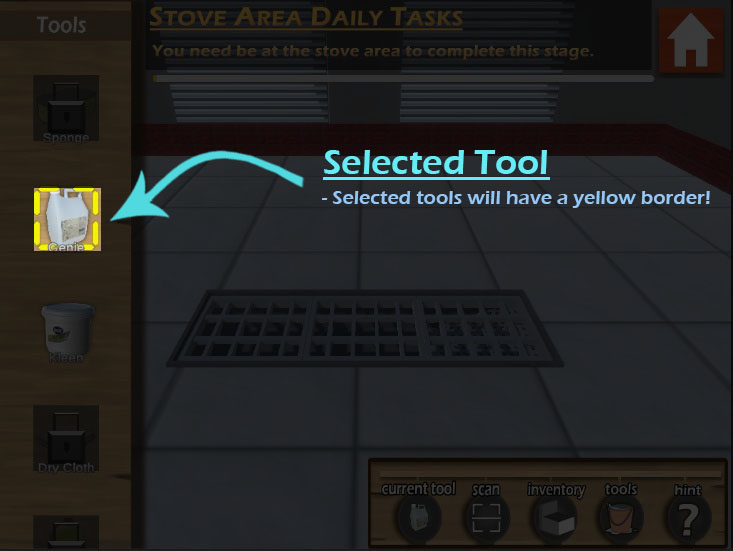 Tools
STOVE AREA DAILY TASKS
You need be at the stove area to complete this stage.
Sponge
Selected Tool
- Selected tools will have a yellow border!
Genie
Kleen
Dry Cloth
current tool
scan
inventory
tools
hint
?